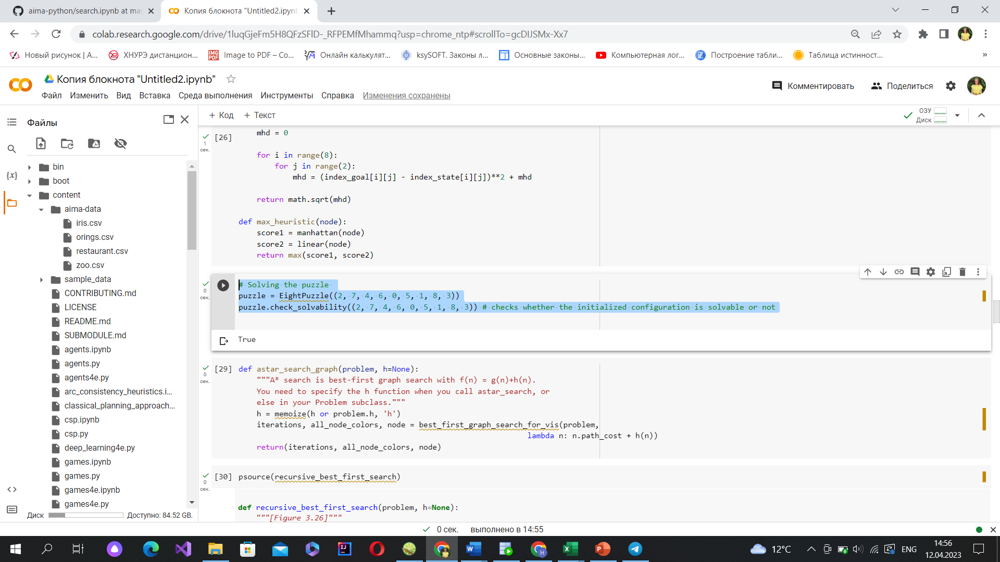 aima-python/search.ipynb at mas
Копия блокнота "Untitled2.ipynb
colab.research.google.com/drive/1luqGjeFm5H8QFzSFlD-_RFPEMfMhammq?usp=chrome_ntp#scrollTo=gcDIJSMx-Xx7
Новый рисунок | A...
ХНУРЭ дистанцион...
Image to PDF – Co...
Онлайн калькулят...
ksySOFT. Законы л...
Основные законы...
Компьютерная лог...
Построение табли...
Таблица истинност...
»
Копия блокнота "Untitled2.ipynb"
Комментировать
Поделиться
Файл Изменить Вид Вставка Среда выполнения Инструменты Справка Изменения сохранены
Файлы
+ Код + Текст
ОЗУ
Диск
bin
boot
content
aima-data
iris.csv
orings.csv
restaurant.csv
zoo.csv
sample_data
CONTRIBUTING.md
LICENSE
README.md
SUBMODULE.md
agents.ipynb
agents.py
agents4e.py
arc_consistency_heuristics.i...
classical_planning_approach...
csp.ipynb
csp.py
deep_learning4e.py
games.ipynb
games.py
games4e.ipynb
games4e.py
Диск Доступно: 84.52 GB.
[26]
1
сек.
mhd = 0
for i in range(8):
for j in range(2):
mhd = (index_goal[i][j] - index_state[i][j])**2 + mhd
return math.sqrt(mhd)
def max_heuristic(node):
score1 = manhattan(node)
score2 = linear(node)
return max(score1, score2)
0
сек.
# Solving the puzzle
puzzle = EightPuzzle((2, 7, 4, 6, 0, 5, 1, 8, 3))
puzzle.check_solvability((2, 7, 4, 6, 0, 5, 1, 8, 3)) # checks whether the initialized configuration is solvable or not
True
[29]
0
сек.
def astar_search_graph(problem, h=None):
"""A* search is best-first graph search with f(n) = g(n)+h(n).
You need to specify the h function when you call astar_search, or
else in your Problem subclass."""
h = memoize(h or problem.h, 'h')
iterations, all_node_colors, node = best_first_graph_search_for_vis(problem,
lambda n: n.path_cost + h(n))
return(iterations, all_node_colors, node)
[30]
0
сек.
psource(recursive_best_first_search)
def recursive_best_first_search(problem, h=None):
"""[Figure 3.26]"""
0 сек. выполнено в 14:55
12°C
ENG
14:56
12.04.2023